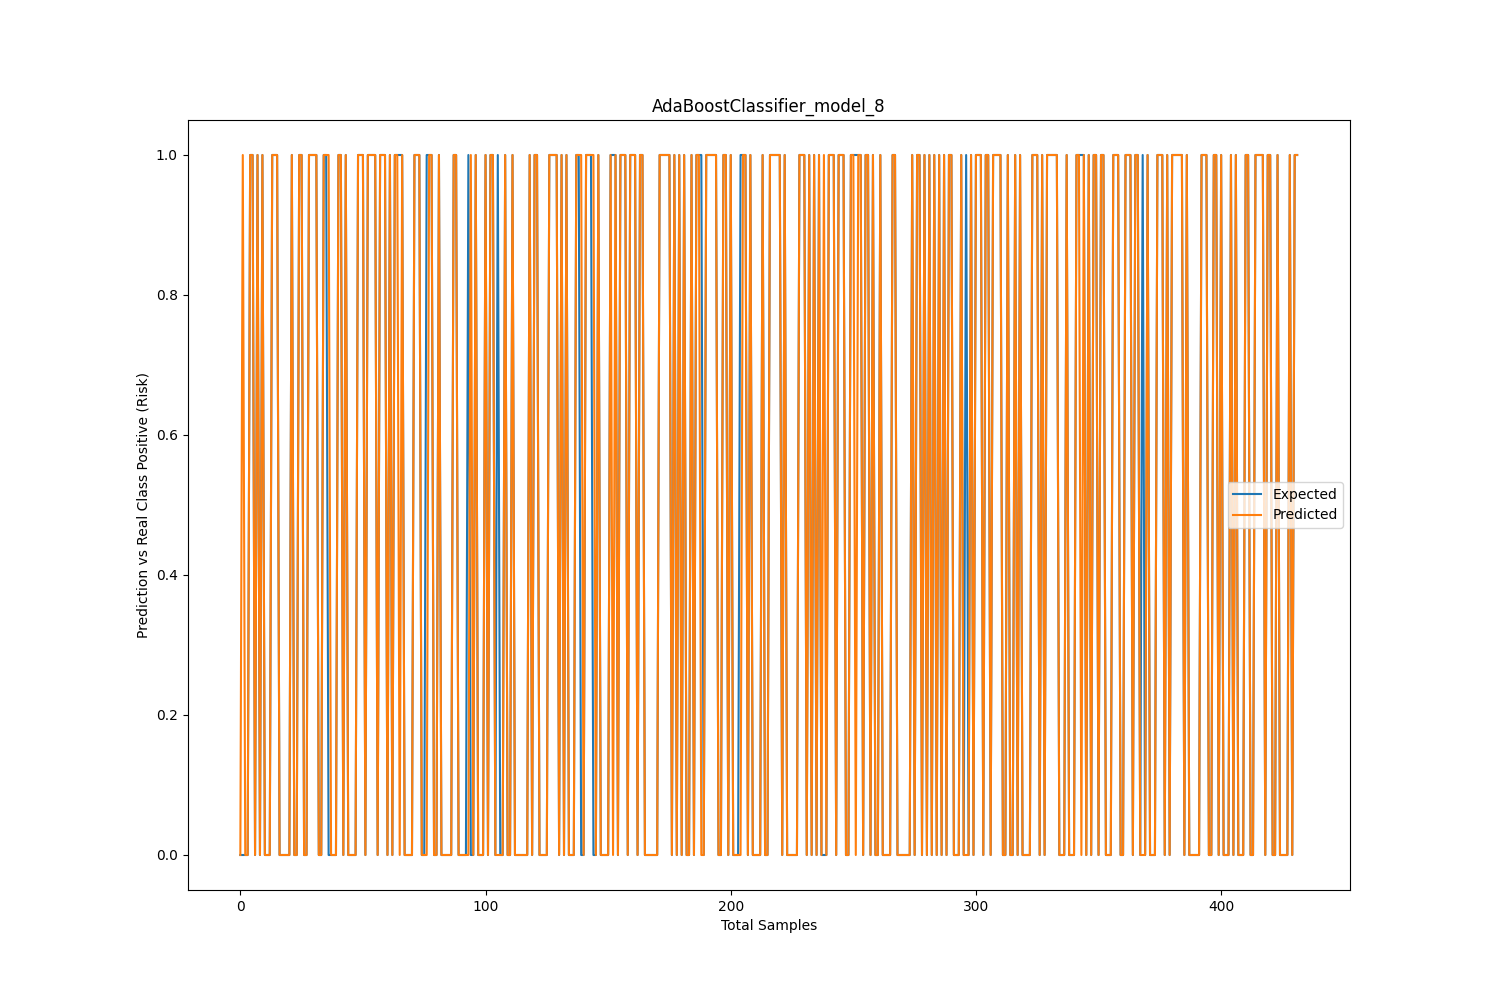 AdaBoostClassifier_model_8
Prediction vs Real Class Positive (Risk)
1.0
0.8
0.6
0.4
0.2
0.0
Expected
Predicted
0 100 200 300 400
Total Samples